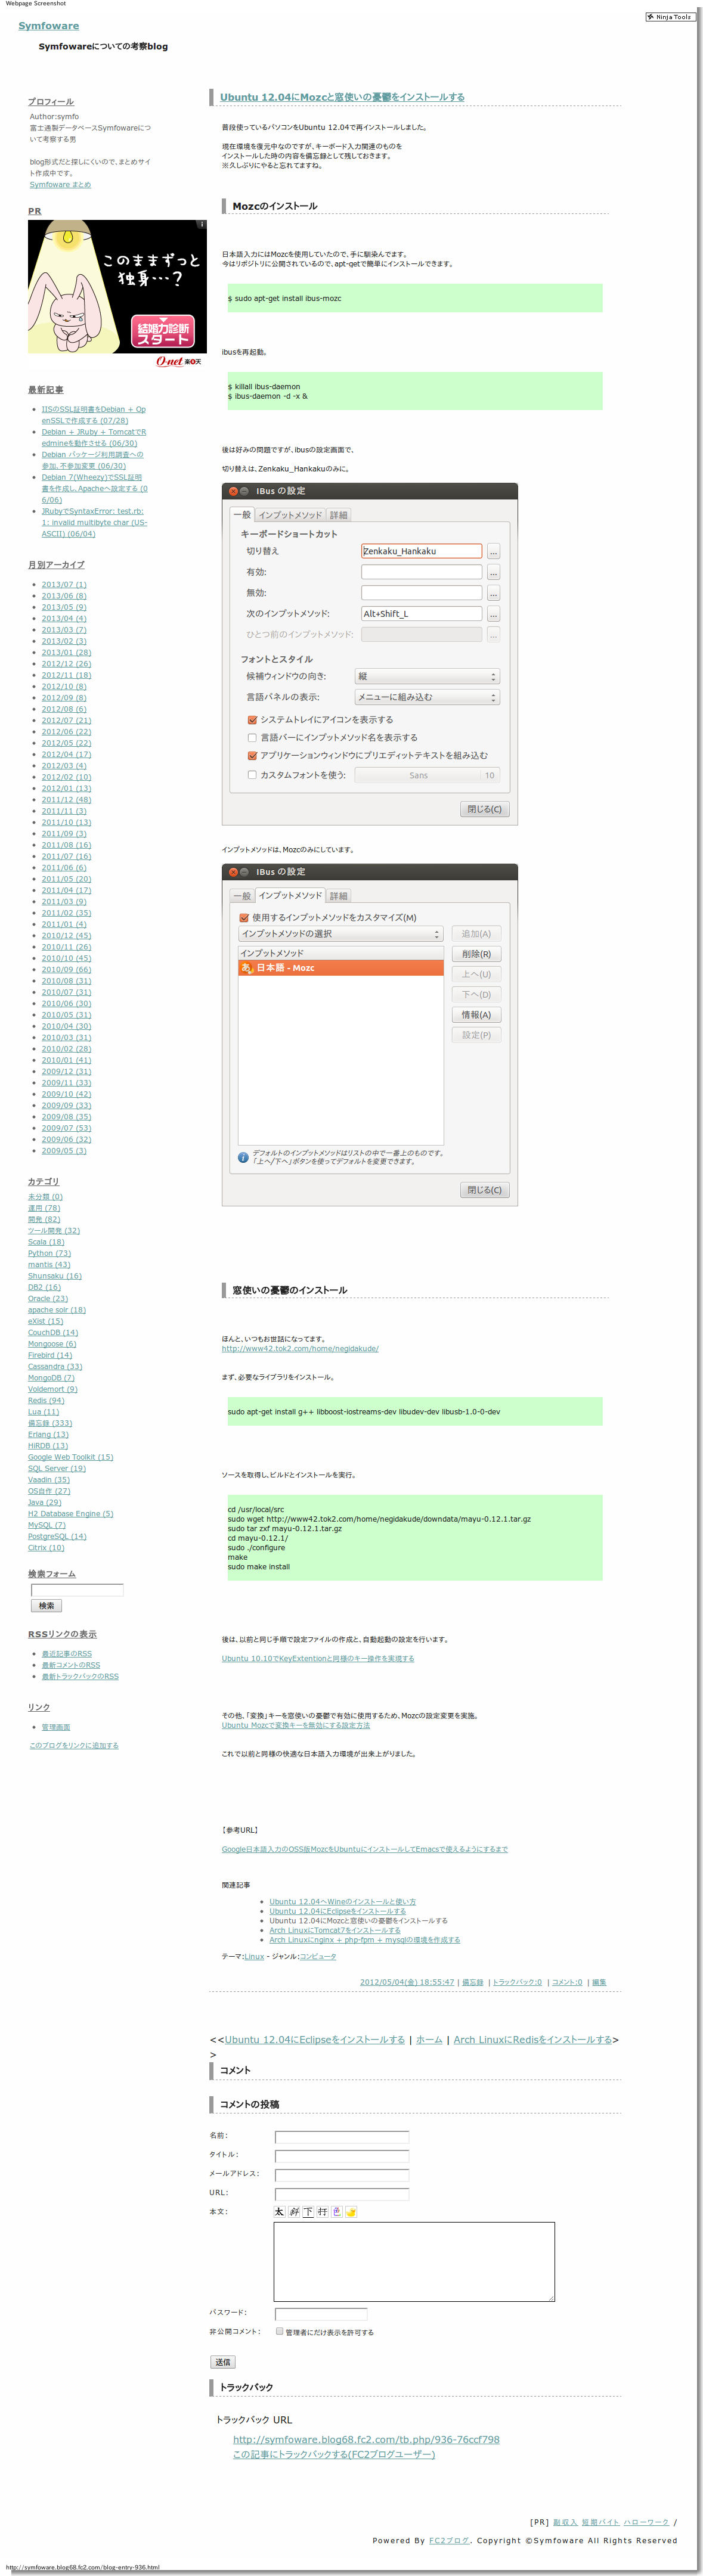 Webpage Screenshot
Ninja Tools
Symfoware
Symfowareについての考察blog
プロフィール
Author:symfo
富士通製データベースSymfowareにつ
いて考察する男
blog形式だと探しにくいので、まとめサイ
ト作成中です。
Symfoware まとめ
PR
このままずっと
独身…?
結婚力診断
スタート
O-net 楽天
最新記事
IISのSSL証明書をDebian + Op
enSSLで作成する (07/28)
Debian + JRuby + TomcatでR
edmineを動作させる (06/30)
Debian パッケージ利用調査への
参加、不参加変更 (06/30)
Debian 7(Wheezy)でSSL証明
書を作成し、Apacheへ設定する (0
6/06)
JRubyでSyntaxError: test.rb:
1: invalid multibyte char (US-
ASCII) (06/04)
月別アーカイブ
2013/07 (1)
2013/06 (8)
2013/05 (9)
2013/04 (4)
2013/03 (7)
2013/02 (3)
2013/01 (28)
2012/12 (26)
2012/11 (18)
2012/10 (8)
2012/09 (8)
2012/08 (6)
2012/07 (21)
2012/06 (22)
2012/05 (22)
2012/04 (17)
2012/03 (4)
2012/02 (10)
2012/01 (13)
2011/12 (48)
2011/11 (3)
2011/10 (13)
2011/09 (3)
2011/08 (16)
2011/07 (16)
2011/06 (6)
2011/05 (20)
2011/04 (17)
2011/03 (9)
2011/02 (35)
2011/01 (4)
2010/12 (45)
2010/11 (26)
2010/10 (45)
2010/09 (66)
2010/08 (31)
2010/07 (31)
2010/06 (30)
2010/05 (31)
2010/04 (30)
2010/03 (31)
2010/02 (28)
2010/01 (41)
2009/12 (31)
2009/11 (33)
2009/10 (42)
2009/09 (33)
2009/08 (35)
2009/07 (53)
2009/06 (32)
2009/05 (3)
カテゴリ
未分類 (0)
運用 (78)
開発 (82)
ツール開発 (32)
Scala (18)
Python (73)
mantis (43)
Shunsaku (16)
DB2 (16)
Oracle (23)
apache solr (18)
eXist (15)
CouchDB (14)
Mongoose (6)
Firebird (14)
Cassandra (33)
MongoDB (7)
Voldemort (9)
Redis (94)
Lua (11)
備忘録 (333)
Erlang (13)
HiRDB (13)
Google Web Toolkit (15)
SQL Server (19)
Vaadin (35)
OS自作 (27)
Java (29)
H2 Database Engine (5)
MySQL (7)
PostgreSQL (14)
Citrix (10)
検索フォーム
検索
RSSリンクの表示
最近記事のRSS
最新コメントのRSS
最新トラックバックのRSS
リンク
管理画面
このブログをリンクに追加する
Ubuntu 12.04にMozcと窓使いの憂鬱をインストールする
普段使っているパソコンをUbuntu 12.04で再インストールしました。
現在環境を復元中なのですが、キーボード入力関連のものを
インストールした時の内容を備忘録として残しておきます。
※久しぶりにやると忘れてますね。
Mozcのインストール
日本語入力にはMozcを使用していたので、手に馴染んでます。
今はリポジトリに公開されているので、apt-getで簡単にインストールできます。
$ sudo apt-get install ibus-mozc
ibusを再起動。
$ killall ibus-daemon
$ ibus-daemon -d -x &
後は好みの問題ですが、ibusの設定画面で、
切り替えは、Zenkaku_Hankakuのみに。
IBus の設定
一般 インプットメソッド 詳細
キーボードショートカット
切り替え Zenkaku_Hankaku ...
有効: ...
無効: ...
次のインプットメソッド: Alt+Shift_L ...
ひとつ前のインプットメソッド: ...
フォントとスタイル
候補ウィンドウの向き: 縦
言語パネルの表示: メニューに組み込む
システムトレイにアイコンを表示する
言語バーにインプットメソッド名を表示する
アプリケーションウィンドウにプリエディットテキストを組み込む
カスタムフォントを使う: Sans 10
閉じる(C)
インプットメソッドは、Mozcのみにしています。
IBus の設定
一般 インプットメソッド 詳細
使用するインプットメソッドをカスタマイズ(M)
インプットメソッドの選択 追加(A)
インプットメソッド 削除(R)
日本語 - Mozc 上へ(U)
下へ(D)
情報(A)
設定(P)
デフォルトのインプットメソッドはリストの中で一番上のものです。
「上へ/下へ」ボタンを使ってデフォルトを変更できます。
閉じる(C)
窓使いの憂鬱のインストール
ほんと、いつもお世話になってます。
http://www42.tok2.com/home/negidakude/
まず、必要なライブラリをインストール。
sudo apt-get install g++ libboost-iostreams-dev libudev-dev libusb-1.0-0-dev
ソースを取得し、ビルドとインストールを実行。
cd /usr/local/src
sudo wget http://www42.tok2.com/home/negidakude/downdata/mayu-0.12.1.tar.gz
sudo tar zxf mayu-0.12.1.tar.gz
cd mayu-0.12.1/
sudo ./configure
make
sudo make install
後は、以前と同じ手順で設定ファイルの作成と、自動起動の設定を行います。
Ubuntu 10.10でKeyExtentionと同様のキー操作を実現する
その他、「変換」キーを窓使いの憂鬱で有効に使用するため、Mozcの設定変更を実施。
Ubuntu Mozcで変換キーを無効にする設定方法
これで以前と同様の快適な日本語入力環境が出来上がりました。
【参考URL】
Google日本語入力のOSS版MozcをUbuntuにインストールしてEmacsで使えるようにするまで
関連記事
Ubuntu 12.04へWineのインストールと使い方
Ubuntu 12.04にEclipseをインストールする
Ubuntu 12.04にMozcと窓使いの憂鬱をインストールする
Arch LinuxにTomcat7をインストールする
Arch Linuxにnginx + php-fpm + mysqlの環境を作成する
テーマ:Linux - ジャンル:コンピュータ
2012/05/04(金) 18:55:47 | 備忘録 | トラックバック:0 | コメント:0 | 編集
<<Ubuntu 12.04にEclipseをインストールする | ホーム | Arch LinuxにRedisをインストールする>
>
コメント
コメントの投稿
名前:
タイトル:
メールアドレス:
URL:
本文: 太 斜 下 打 色
パスワード:
非公開コメント: 管理者にだけ表示を許可する
送信
トラックバック
トラックバック URL
http://symfoware.blog68.fc2.com/tb.php/936-76ccf798
この記事にトラックバックする(FC2ブログユーザー)
[PR] 副収入 短期バイト ハローワーク /
Powered By FC2ブログ. Copyright ©Symfoware All Rights Reserved
http://symfoware.blog68.fc2.com/blog-entry-936.html